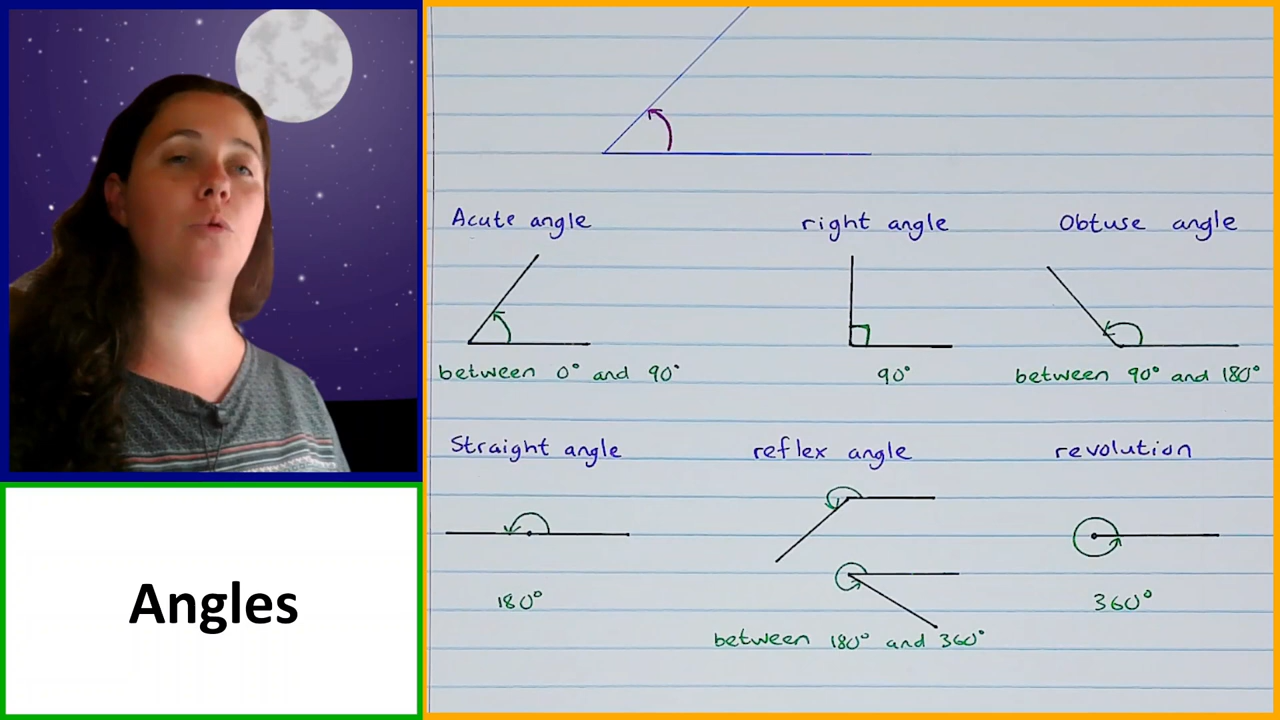 Acute angle
right angle
Obtuse angle
between 0° and 90°
90°
between 90° and 180°
Straight angle
reflex angle
revolution
180°
360°
between 180° and 360°
Angles